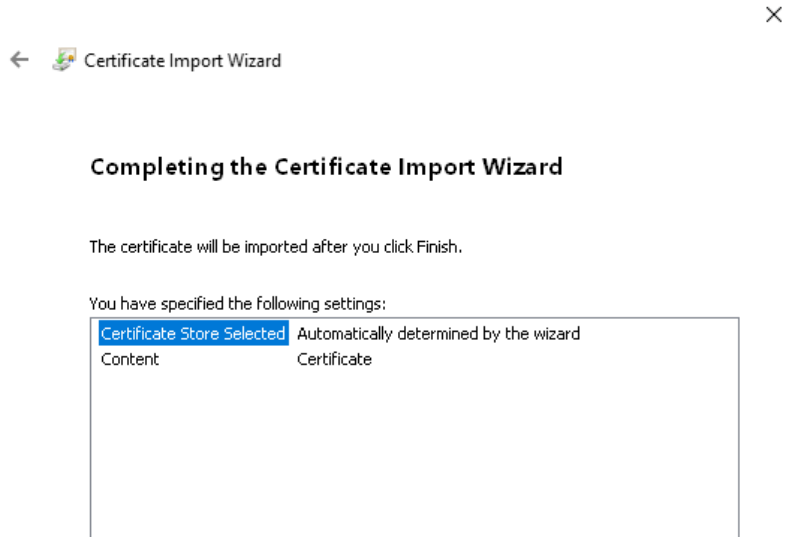 Certificate Import Wizard
Completing the Certificate Import Wizard
The certificate will be imported after you click Finish.
You have specified the following settings:
Certificate Store Selected Automatically determined by the wizard
Content Certificate